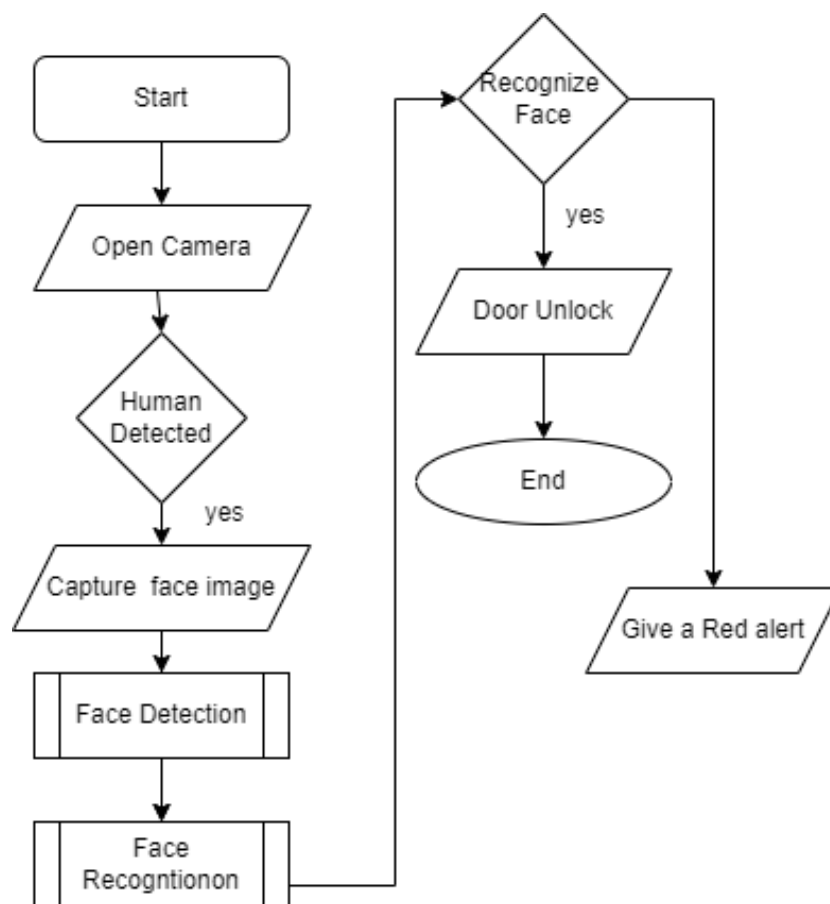 Start
Open Camera
Human
Detected
yes
Capture face image
Face Detection
Face
Recogntionon
Recognize
Face
yes
Door Unlock
End
Give a Red alert